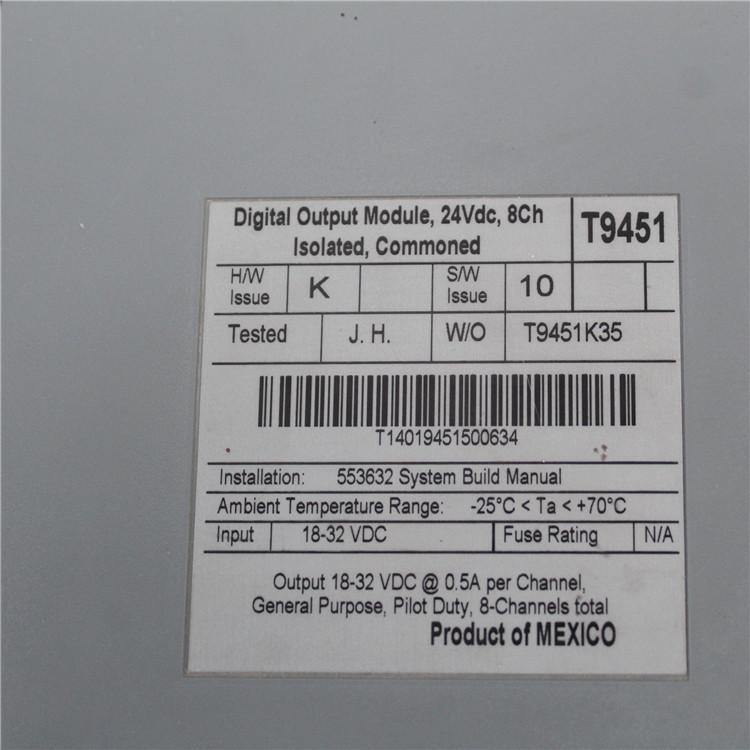 Digital Output Module, 24Vdc, 8Ch
Isolated, Commoned
T9451
H/W Issue K S/W Issue 10
Tested J. H. W/O T9451K35
T14019451500634
Installation: 553632 System Build Manual
Ambient Temperature Range: -25°C < Ta < +70°C
Input 18-32 VDC Fuse Rating N/A
Output 18-32 VDC @ 0.5A per Channel,
General Purpose, Pilot Duty, 8-Channels total
Product of MEXICO